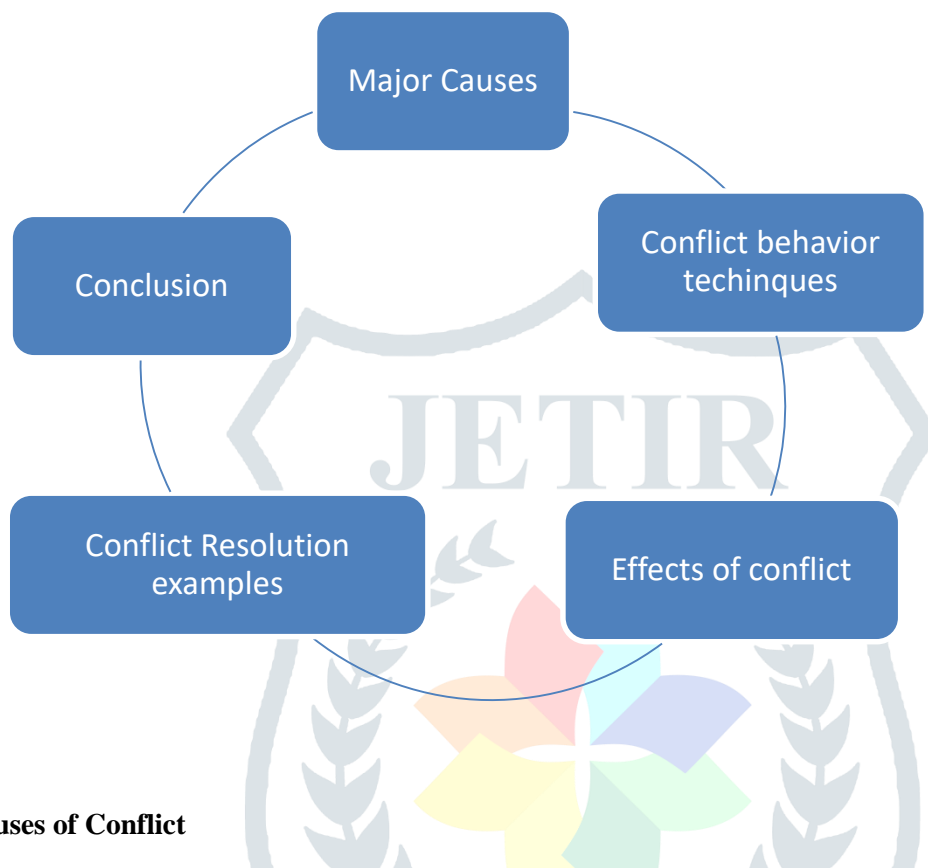 Major Causes
Conflict behavior
techinques
Conclusion
JETIR
Conflict Resolution
examples
Effects of conflict
uses of Conflict